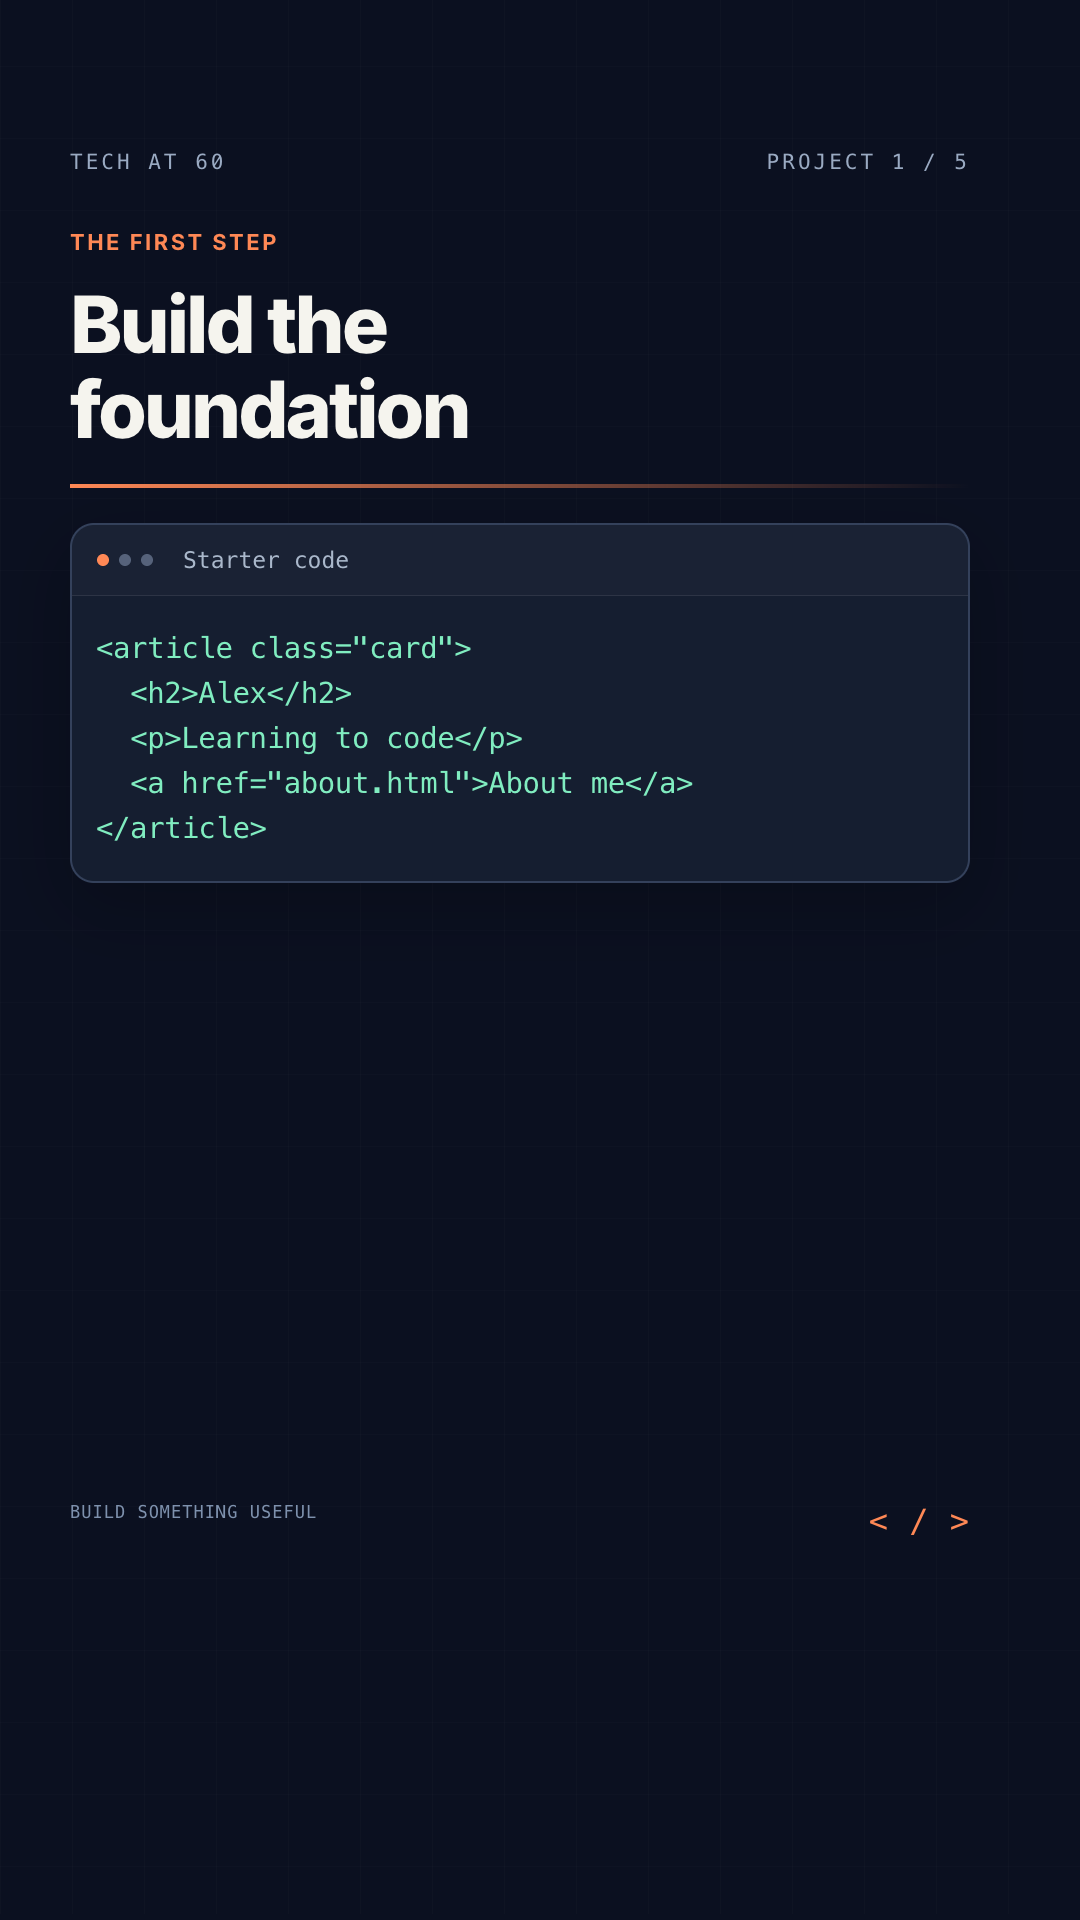 TECH AT 60
PROJECT 1 / 5
THE FIRST STEP
Build the
foundation
Starter code
<article class="card">
  <h2>Alex</h2>
  <p>Learning to code</p>
  <a href="about.html">About me</a>
</article>
BUILD SOMETHING USEFUL
< / >